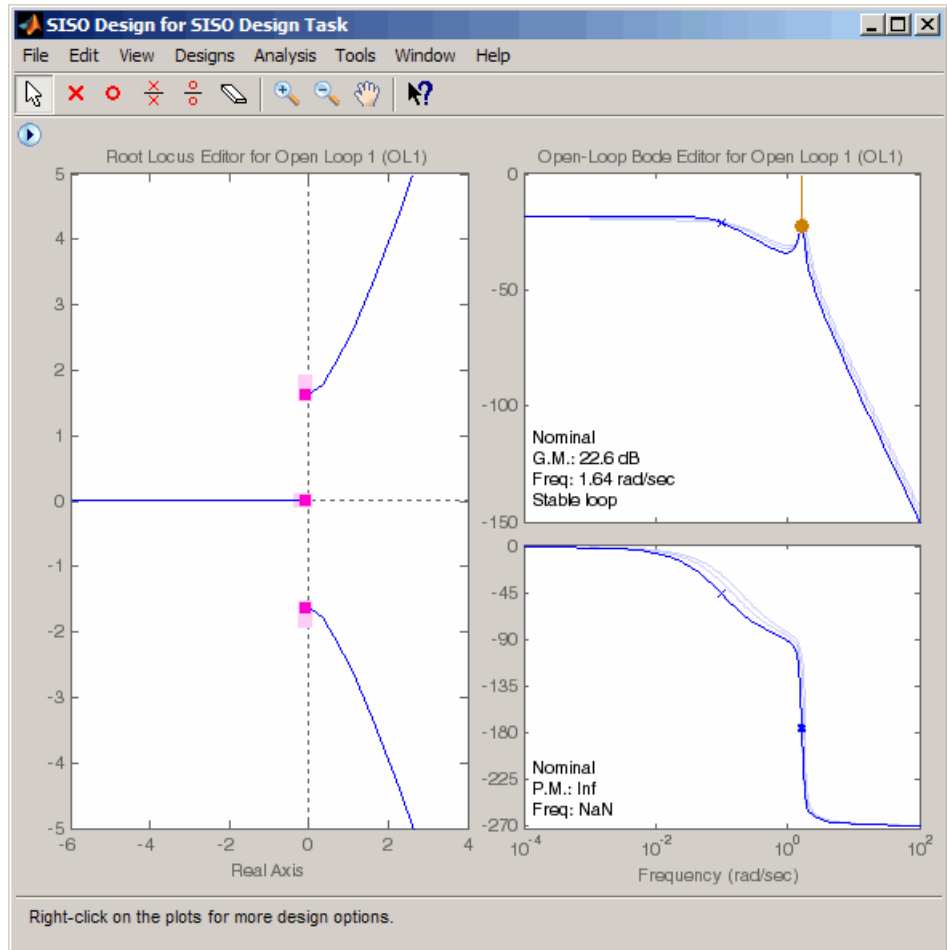 SISO Design for SISO Design Task
File Edit View Designs Analysis Tools Window Help
Root Locus Editor for Open Loop 1 (OL1)
5
4
3
2
1
0
-1
-2
-3
-4
-5
-6 -4 -2 0 2 4
Real Axis
Open-Loop Bode Editor for Open Loop 1 (OL1)
0
-50
-100
-150
Nominal
G.M.: 22.6 dB
Freq: 1.64 rad/sec
Stable loop
0
-45
-90
-135
-180
-225
-270
Nominal
P.M.: Inf
Freq: NaN
10^-4 10^-2 10^0 10^2
Frequency (rad/sec)
Right-click on the plots for more design options.